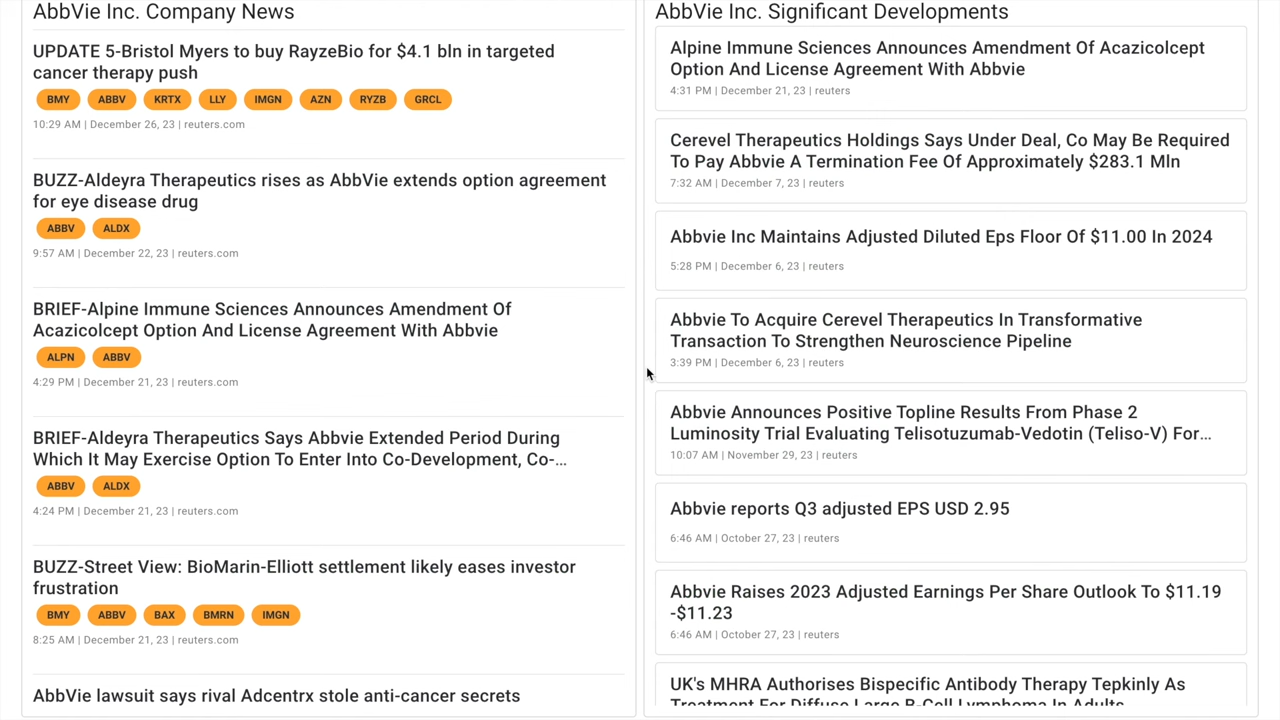 AbbVie Inc. Company News
UPDATE 5-Bristol Myers to buy RayzeBio for $4.1 bln in targeted
cancer therapy push
BMY ABBV KRTX LLY IMGN AZN RYZB GRCL
10:29 AM | December 26, 23 | reuters.com
BUZZ-Aldeyra Therapeutics rises as AbbVie extends option agreement
for eye disease drug
ABBV ALDX
9:57 AM | December 22, 23 | reuters.com
BRIEF-Alpine Immune Sciences Announces Amendment Of
Acazicolcept Option And License Agreement With Abbvie
ALPN ABBV
4:29 PM | December 21, 23 | reuters.com
BRIEF-Aldeyra Therapeutics Says Abbvie Extended Period During
Which It May Exercise Option To Enter Into Co-Development, Co-...
ABBV ALDX
4:24 PM | December 21, 23 | reuters.com
BUZZ-Street View: BioMarin-Elliott settlement likely eases investor
frustration
BMY ABBV BAX BMRN IMGN
8:25 AM | December 21, 23 | reuters.com
AbbVie lawsuit says rival Adcentrx stole anti-cancer secrets
AbbVie Inc. Significant Developments
Alpine Immune Sciences Announces Amendment Of Acazicolcept
Option And License Agreement With Abbvie
4:31 PM | December 21, 23 | reuters
Cerevel Therapeutics Holdings Says Under Deal, Co May Be Required
To Pay Abbvie A Termination Fee Of Approximately $283.1 Mln
7:32 AM | December 7, 23 | reuters
Abbvie Inc Maintains Adjusted Diluted Eps Floor Of $11.00 In 2024
5:28 PM | December 6, 23 | reuters
Abbvie To Acquire Cerevel Therapeutics In Transformative
Transaction To Strengthen Neuroscience Pipeline
3:39 PM | December 6, 23 | reuters
Abbvie Announces Positive Topline Results From Phase 2
Luminosity Trial Evaluating Telisotuzumab-Vedotin (Teliso-V) For...
10:07 AM | November 29, 23 | reuters
Abbvie reports Q3 adjusted EPS USD 2.95
6:46 AM | October 27, 23 | reuters
Abbvie Raises 2023 Adjusted Earnings Per Share Outlook To $11.19
-$11.23
6:46 AM | October 27, 23 | reuters
UK's MHRA Authorises Bispecific Antibody Therapy Tepkinly As
Treatment For Diffuse Large B-Cell Lymphoma In Adults